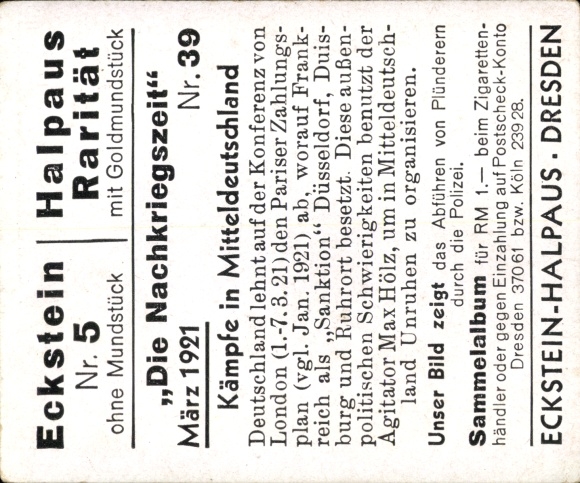 Eckstein
Nr. 5
ohne Mundstück
Halpaus
Rarität
mit Goldmundstück
„Die Nachkriegszeit“
März 1921 Nr. 39
Kämpfe in Mitteldeutschland
Deutschland lehnt auf der Konferenz von
London (1.-7. 3. 21) den Pariser Zahlungs-
plan (vgl. Jan. 1921) ab, worauf Frank-
reich als „Sanktion“ Düsseldorf, Duis-
burg und Ruhrort besetzt. Diese außen-
politischen Schwierigkeiten benutzt der
Agitator Max Hölz, um in Mitteldeutsch-
land Unruhen zu organisieren.
Unser Bild zeigt das Abführen von Plünderern
durch die Polizei.
Sammelalbum für RM 1.— beim Zigaretten-
händler oder gegen Einzahlung auf Postscheck-Konto
Dresden 37061 bzw. Köln 23928.
ECKSTEIN-HALPAUS · DRESDEN